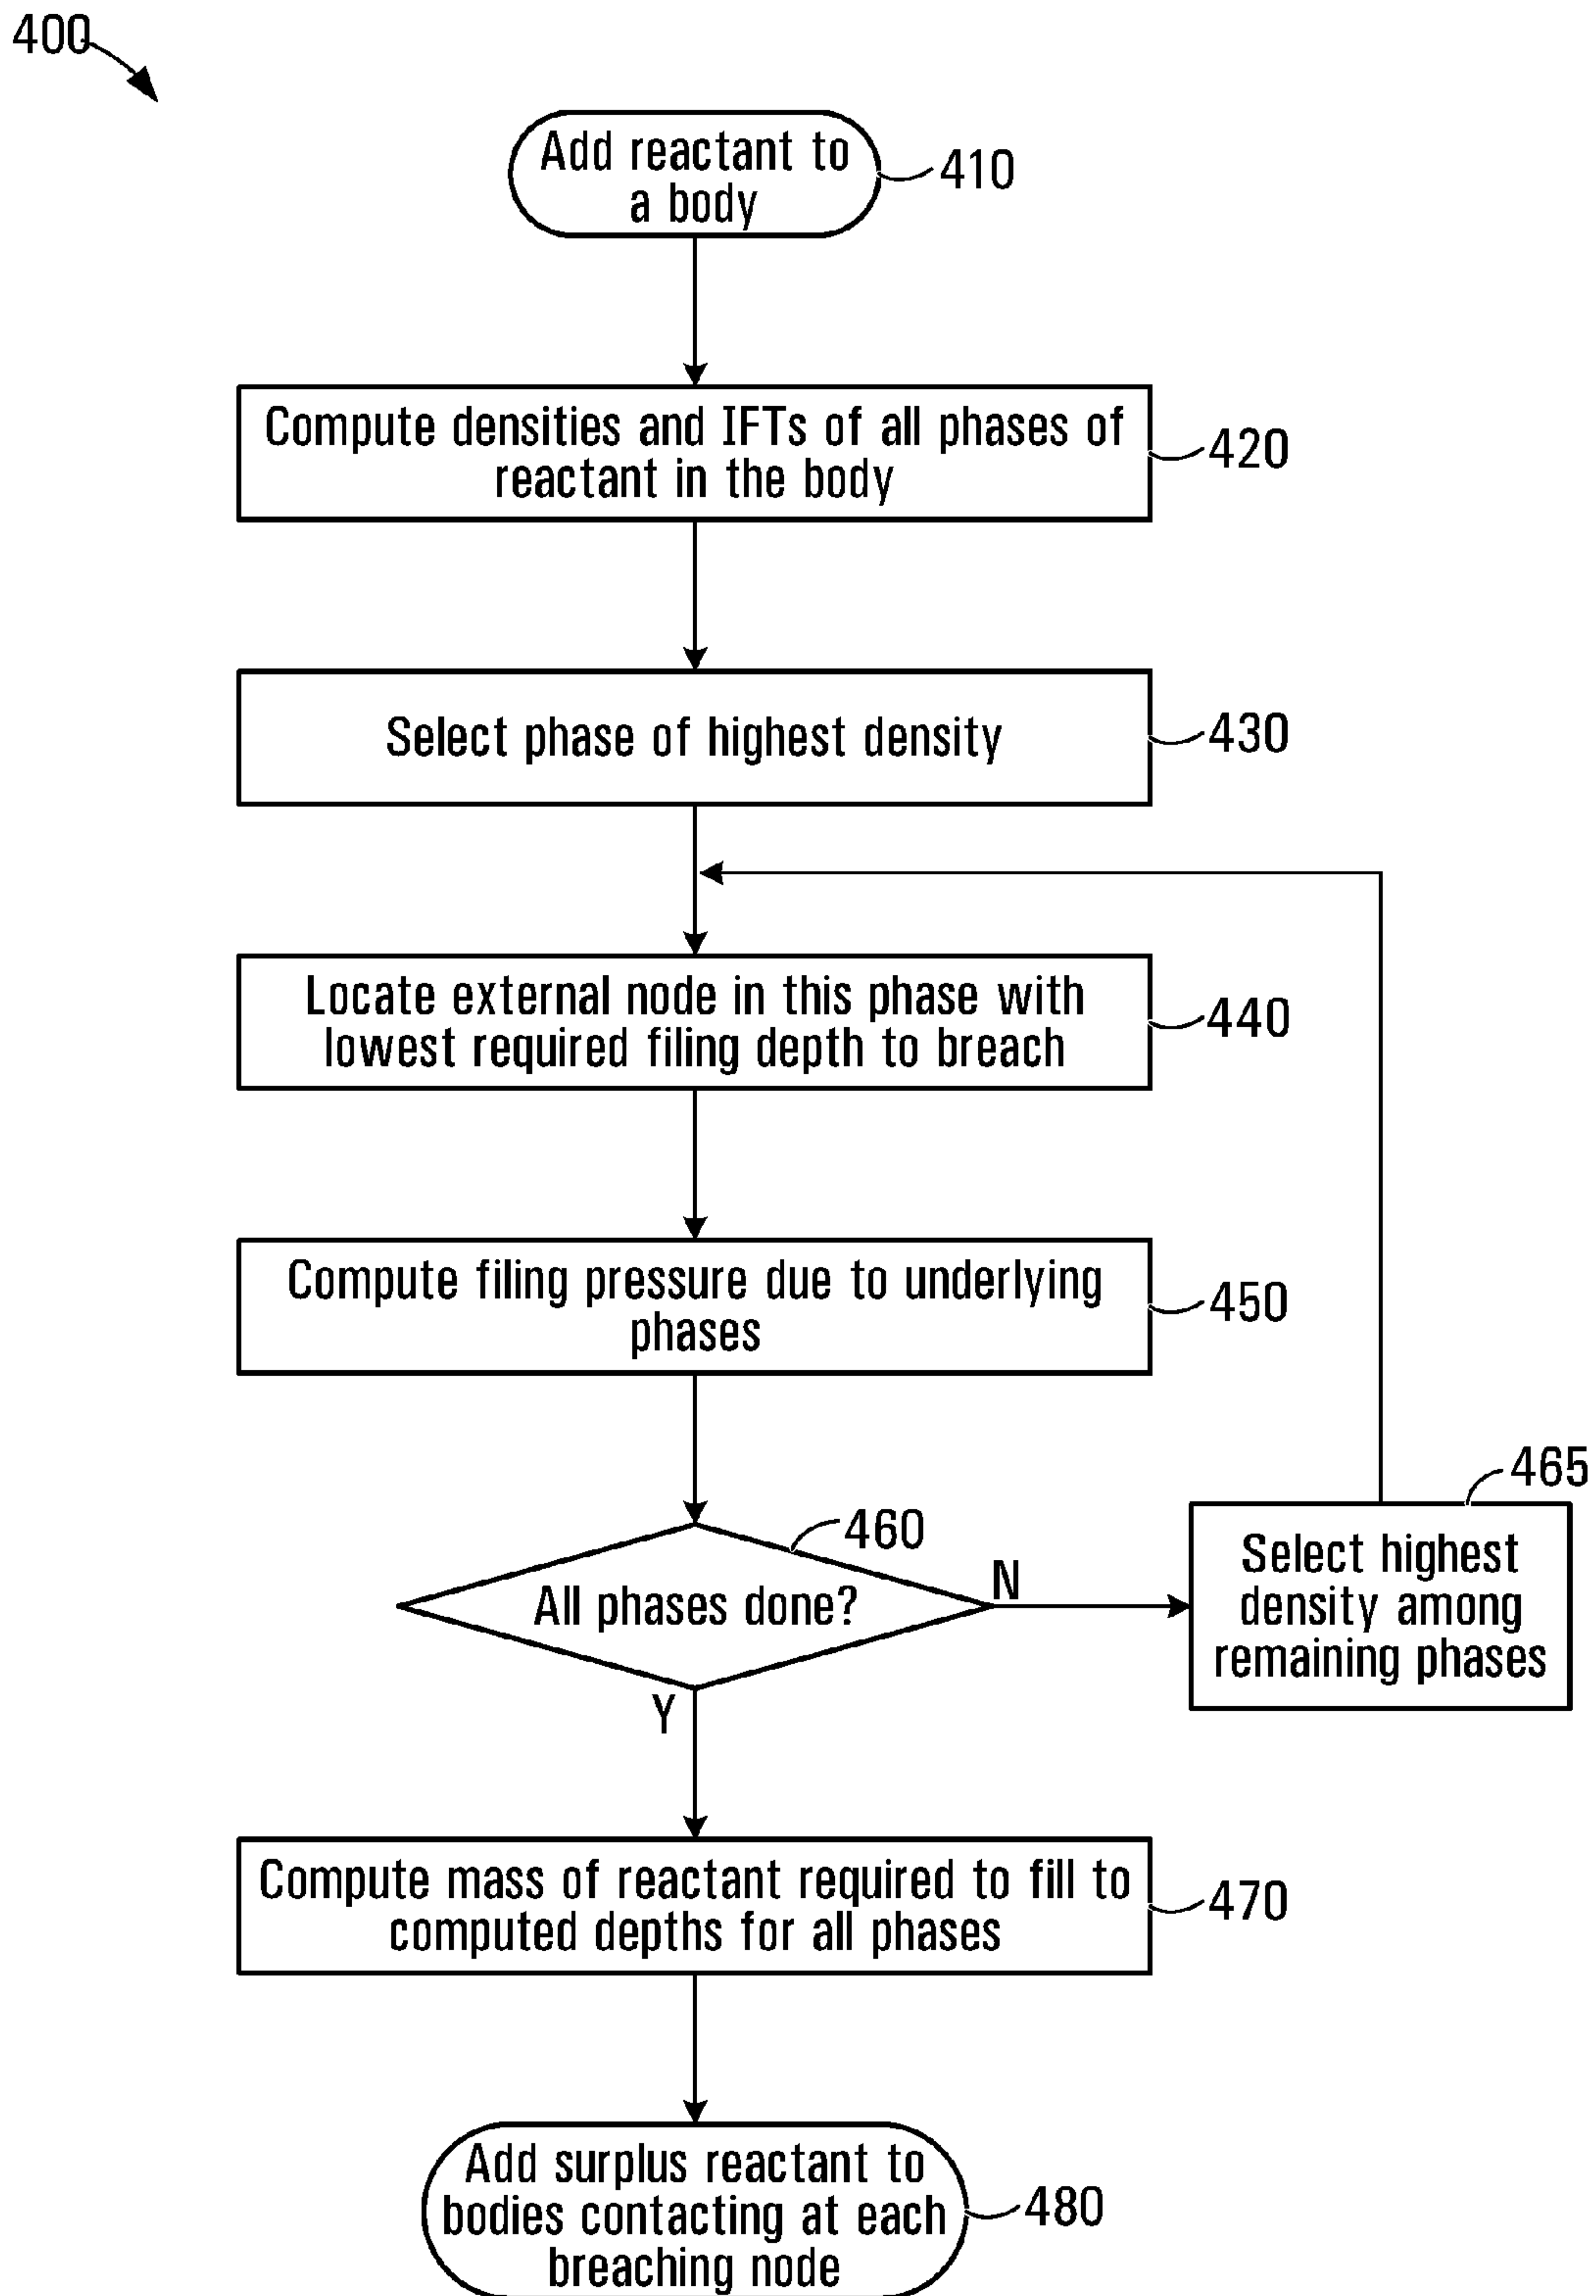 400
Add reactant to
a body
410
Compute densities and IFTs of all phases of
reactant in the body
420
Select phase of highest density
430
Locate external node in this phase with
lowest required filing depth to breach
440
Compute filing pressure due to underlying
phases
450
460
All phases done?
N
Y
465
Select highest
density among
remaining phases
Compute mass of reactant required to fill to
computed depths for all phases
470
Add surplus reactant to
bodies contacting at each
breaching node
480